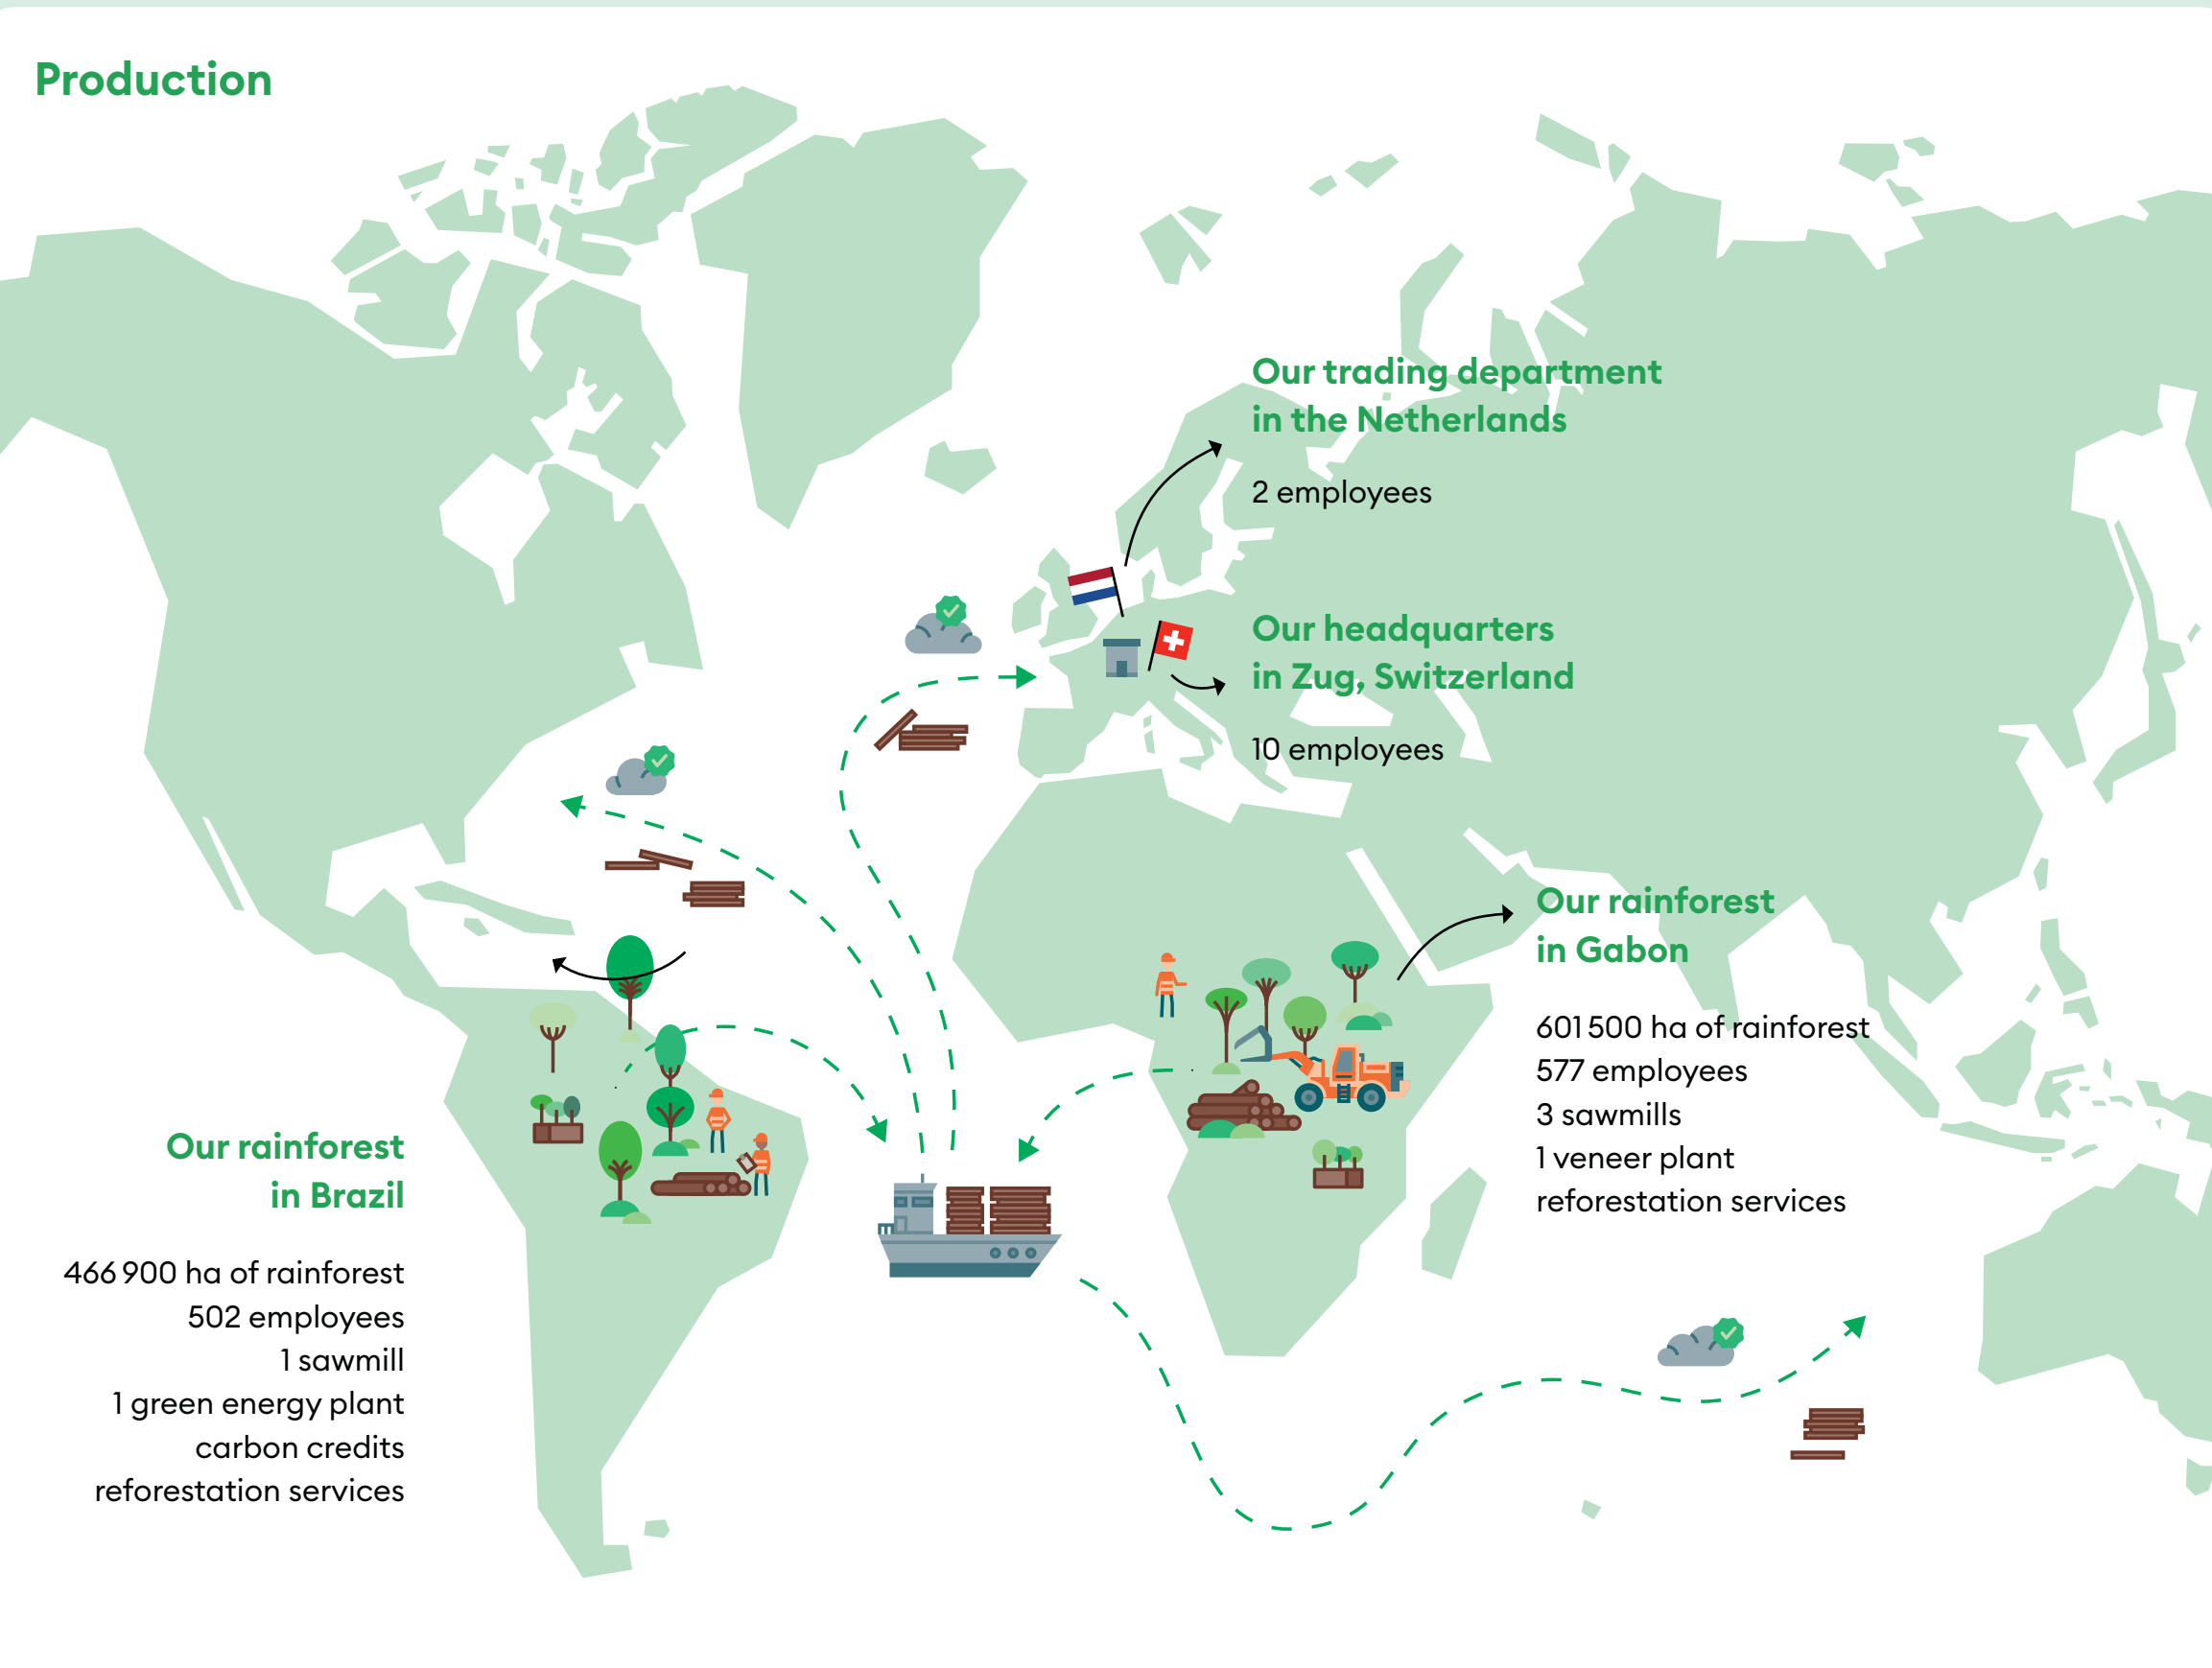 Production
Our trading department
in the Netherlands
2 employees
Our headquarters
in Zug, Switzerland
10 employees
Our rainforest
in Gabon
601 500 ha of rainforest
577 employees
3 sawmills
1 veneer plant
reforestation services
Our rainforest
in Brazil
466 900 ha of rainforest
502 employees
1 sawmill
1 green energy plant
carbon credits
reforestation services